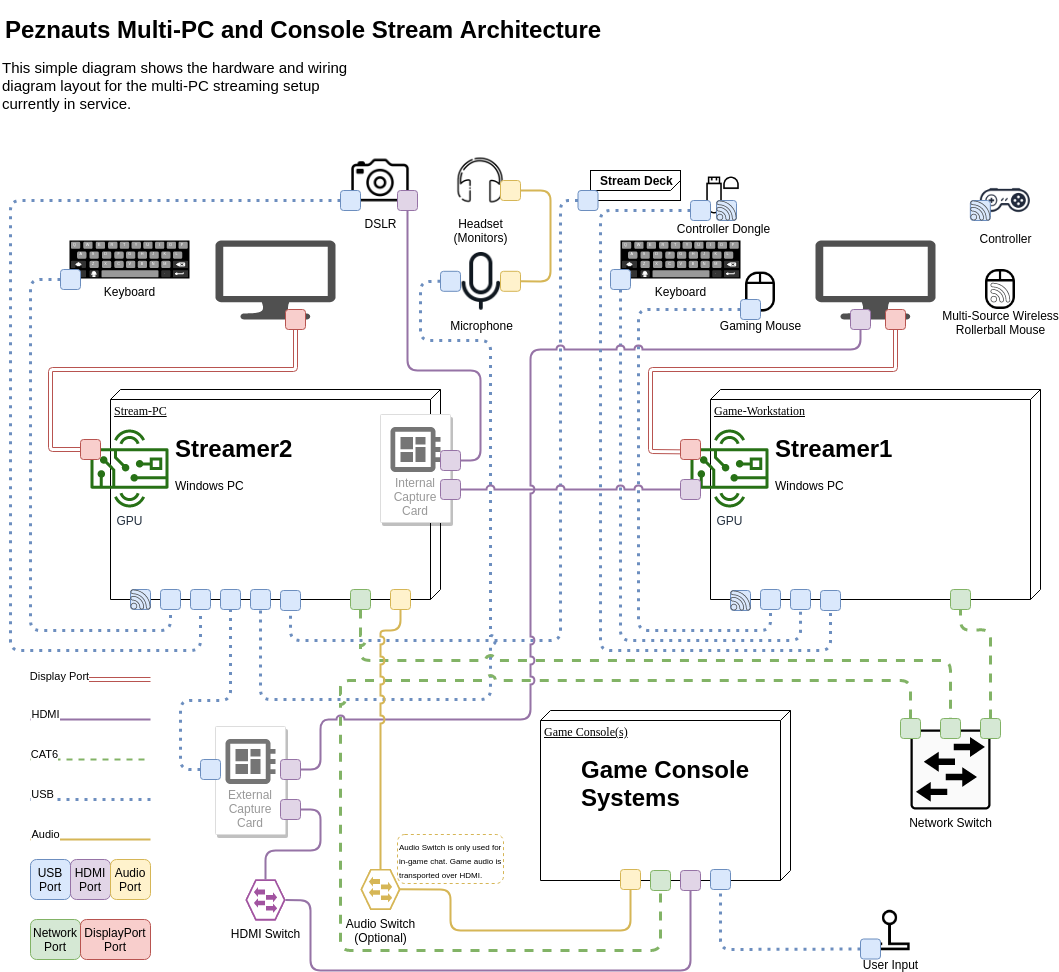 Peznauts Multi-PC and Console Stream Architecture
This simple diagram shows the hardware and wiring
diagram layout for the multi-PC streaming setup
currently in service.
Stream Deck
DSLR
Headset
(Monitors)
Controller Dongle
Controller
Keyboard
Microphone
Keyboard
Gaming Mouse
Multi-Source Wireless
Rollerball Mouse
Stream-PC
Streamer2
Windows PC
GPU
Internal
Capture
Card
Game-Workstation
Streamer1
Windows PC
GPU
Display Port
HDMI
CAT6
USB
Audio
USB
Port
HDMI
Port
Audio
Port
Network
Port
DisplayPort
Port
External
Capture
Card
HDMI Switch
Audio Switch is only used for
in-game chat. Game audio is
transported over HDMI.
Audio Switch
(Optional)
Game Console(s)
Game Console
Systems
Network Switch
User Input